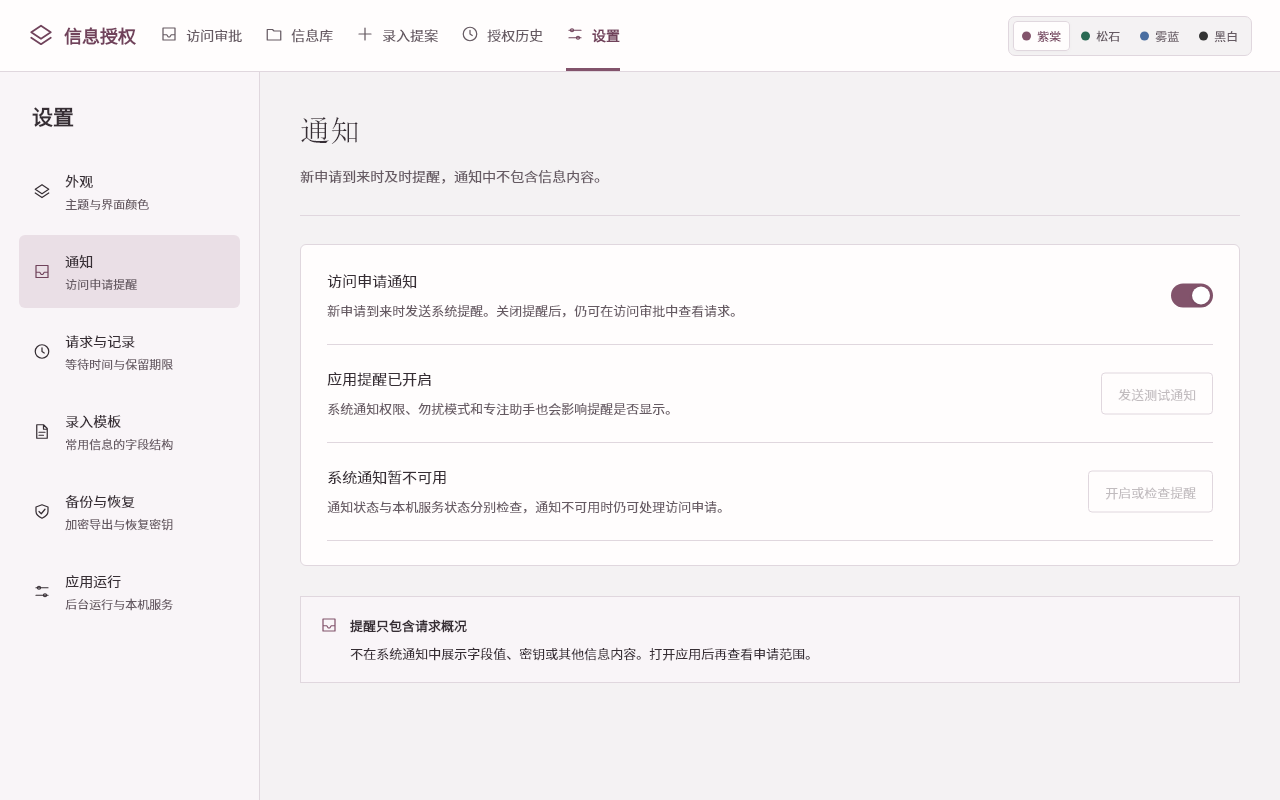 信息授权
访问审批
信息库
录入提案
授权历史
设置
紫棠
松石
雾蓝
黑白
设置
外观
主题与界面颜色
通知
访问申请提醒
请求与记录
等待时间与保留期限
录入模板
常用信息的字段结构
备份与恢复
加密导出与恢复密钥
应用运行
后台运行与本机服务
通知
新申请到来时及时提醒，通知中不包含信息内容。
访问申请通知
新申请到来时发送系统提醒。关闭提醒后，仍可在访问审批中查看请求。
应用提醒已开启
系统通知权限、勿扰模式和专注助手也会影响提醒是否显示。
发送测试通知
系统通知暂不可用
通知状态与本机服务状态分别检查，通知不可用时仍可处理访问申请。
开启或检查提醒
提醒只包含请求概况
不在系统通知中展示字段值、密钥或其他信息内容。打开应用后再查看申请范围。